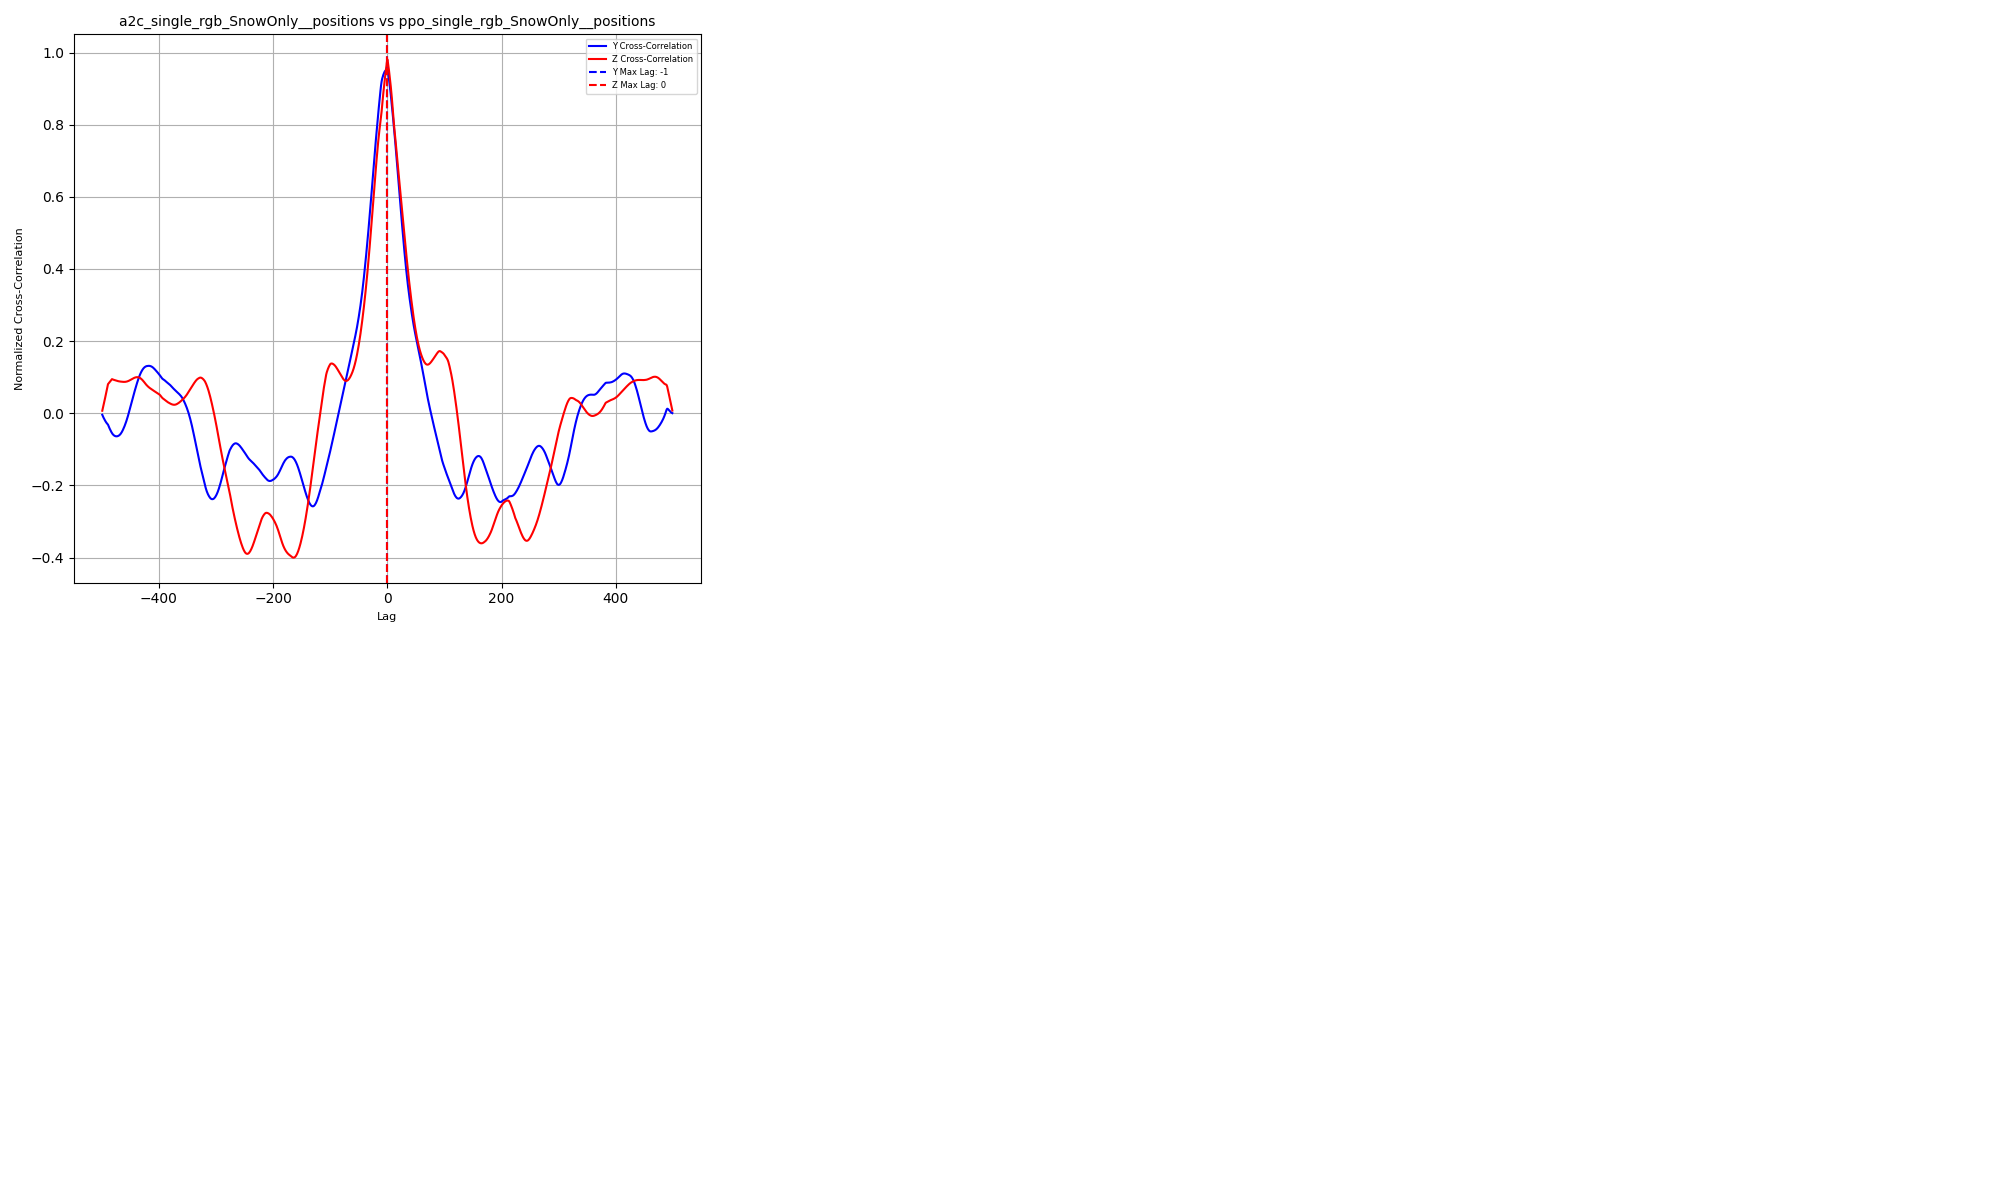 a2c_single_rgb_SnowOnly__positions vs ppo_single_rgb_SnowOnly__positions
Y Cross-Correlation
Z Cross-Correlation
Y Max Lag: -1
Z Max Lag: 0
Normalized Cross-Correlation
1.0
0.8
0.6
0.4
0.2
0.0
−0.2
−0.4
−400 −200 0 200 400
Lag